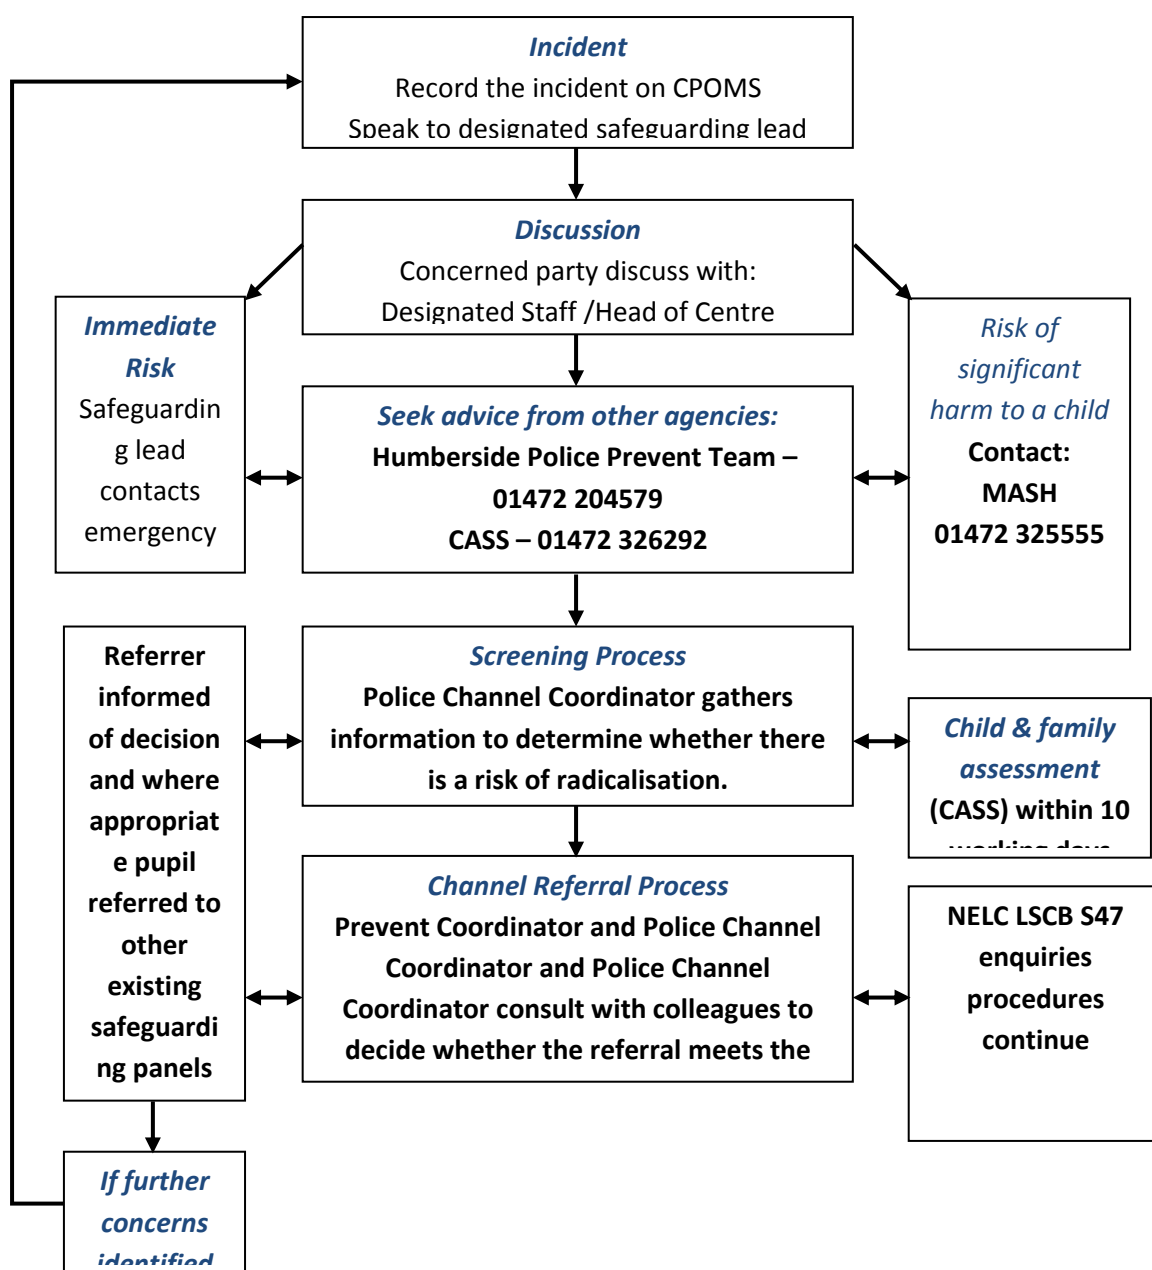 Incident
Record the incident on CPOMS
Speak to designated safeguarding lead
Discussion
Concerned party discuss with:
Designated Staff /Head of Centre
Immediate
Risk
Safeguardin
g lead
contacts
emergency
Seek advice from other agencies:
Humberside Police Prevent Team –
01472 204579
CASS – 01472 326292
Risk of
significant
harm to a child
Contact:
MASH
01472 325555
Referrer
informed
of decision
and where
appropriat
e pupil
referred to
other
existing
safeguardi
ng panels
Screening Process
Police Channel Coordinator gathers
information to determine whether there
is a risk of radicalisation.
Child & family
assessment
(CASS) within 10
working days
Channel Referral Process
Prevent Coordinator and Police Channel
Coordinator and Police Channel
Coordinator consult with colleagues to
decide whether the referral meets the
NELC LSCB S47
enquiries
procedures
continue
If further
concerns
identified